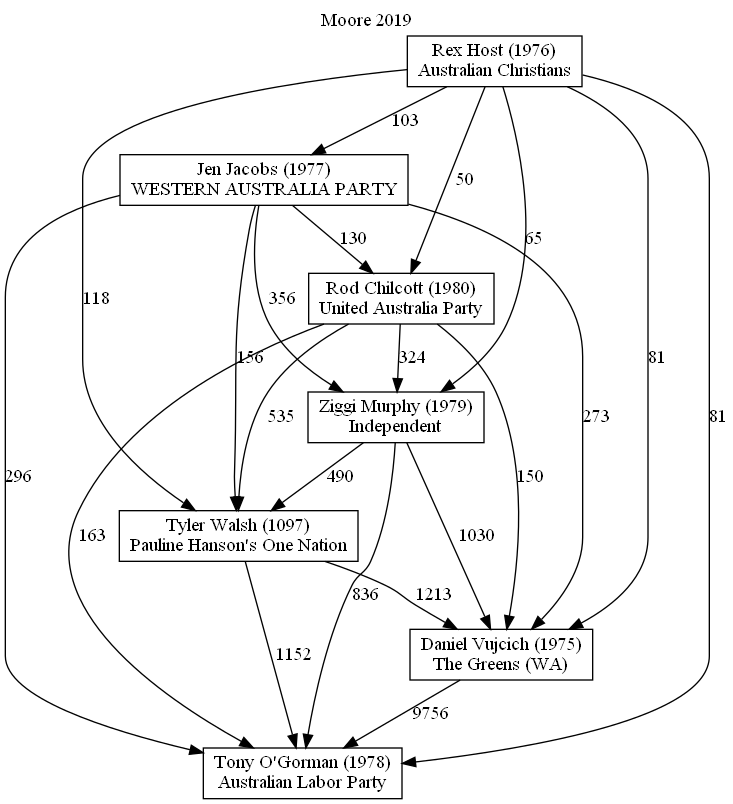 Moore 2019
Rex Host (1976)
Australian Christians
103
Jen Jacobs (1977)
WESTERN AUSTRALIA PARTY
50
65
130
Rod Chilcott (1980)
United Australia Party
118
356
156
324
81
81
Ziggi Murphy (1979)
Independent
535
273
296
490
150
163
Tyler Walsh (1097)
Pauline Hanson's One Nation
1030
836
1213
Daniel Vujcich (1975)
The Greens (WA)
1152
9756
Tony O'Gorman (1978)
Australian Labor Party